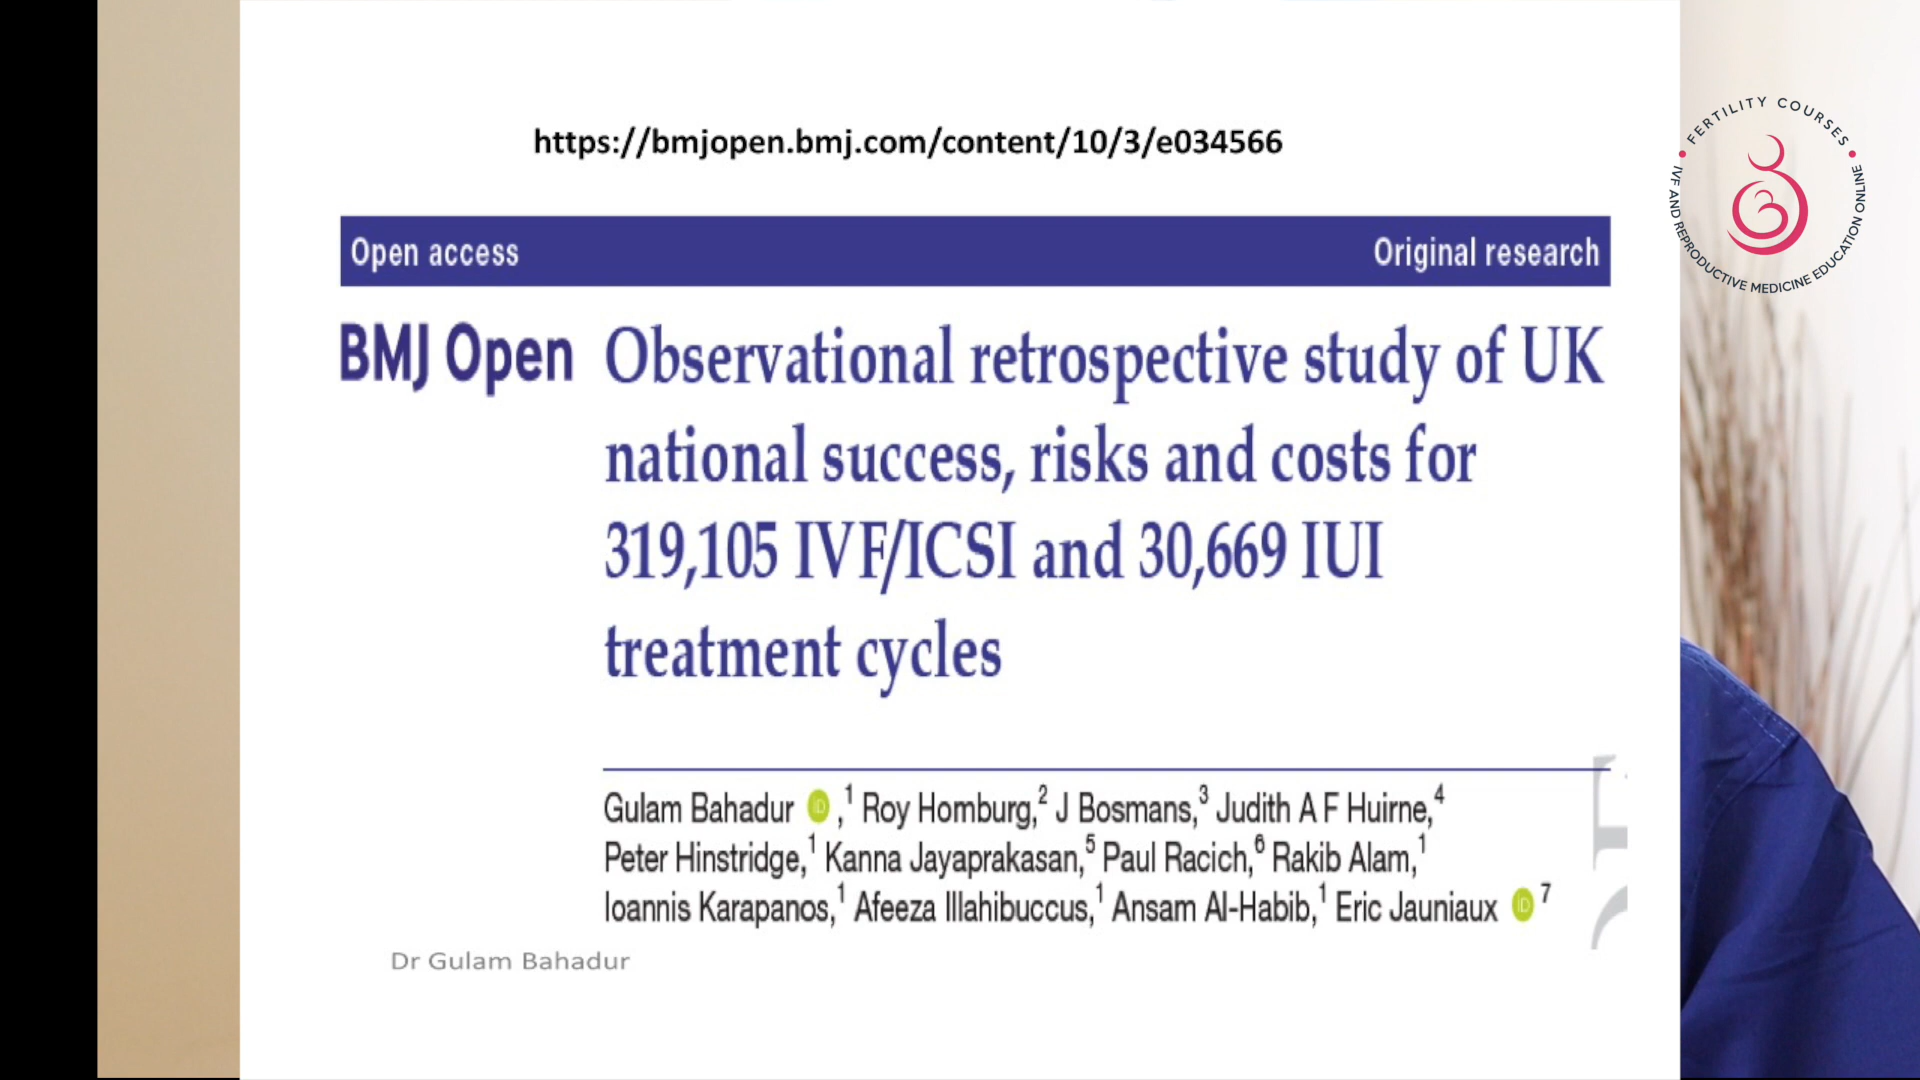 https://bmjopen.bmj.com/content/10/3/e034566
FERTILITY COURSES
IVF AND REPRODUCTIVE MEDICINE EDUCATION ONLINE
Open access
Original research
BMJ Open
Observational retrospective study of UK
national success, risks and costs for
319,105 IVF/ICSI and 30,669 IUI
treatment cycles
Gulam Bahadur iD ,1 Roy Homburg,2 J Bosmans,3 Judith A F Huirne,4
Peter Hinstridge,1 Kanna Jayaprakasan,5 Paul Racich,6 Rakib Alam,1
Ioannis Karapanos,1 Afeeza Illahibuccus,1 Ansam Al-Habib,1 Eric Jauniaux iD 7
Dr Gulam Bahadur